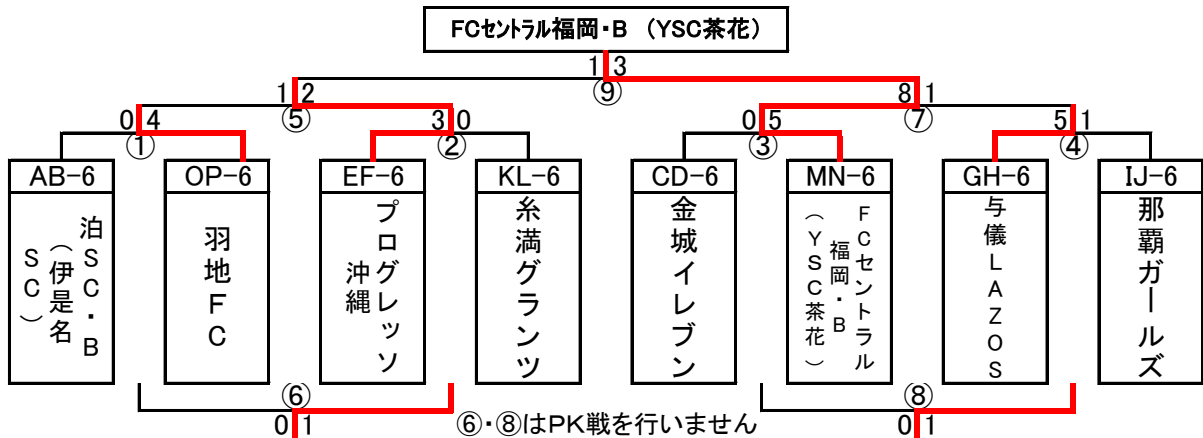 FCセントラル福岡・B （YSC茶花）
1 3
⑨
1 2
⑤
8 1
⑦
0 4
①
3 0
②
0 5
③
5 1
④
AB-6 OP-6 EF-6 KL-6 CD-6 MN-6 GH-6 IJ-6
泊SC・B
（伊是名
SC）
羽地FC
プログレッソ
沖縄
糸満グランツ
金城イレブン
FCセントラル
福岡・B
（YSC茶花）
与儀LAZOS
那覇ガールズ
⑥
0 1
⑥・⑧はPK戦を行いません
⑧
0 1